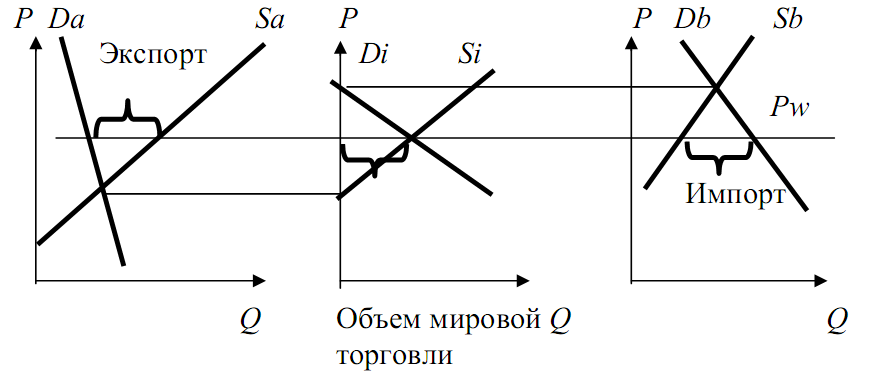 P Da Sa P P Db Sb
Экспорт Di Si
Pw
Импорт
Q Объем мировой Q Q
торговли